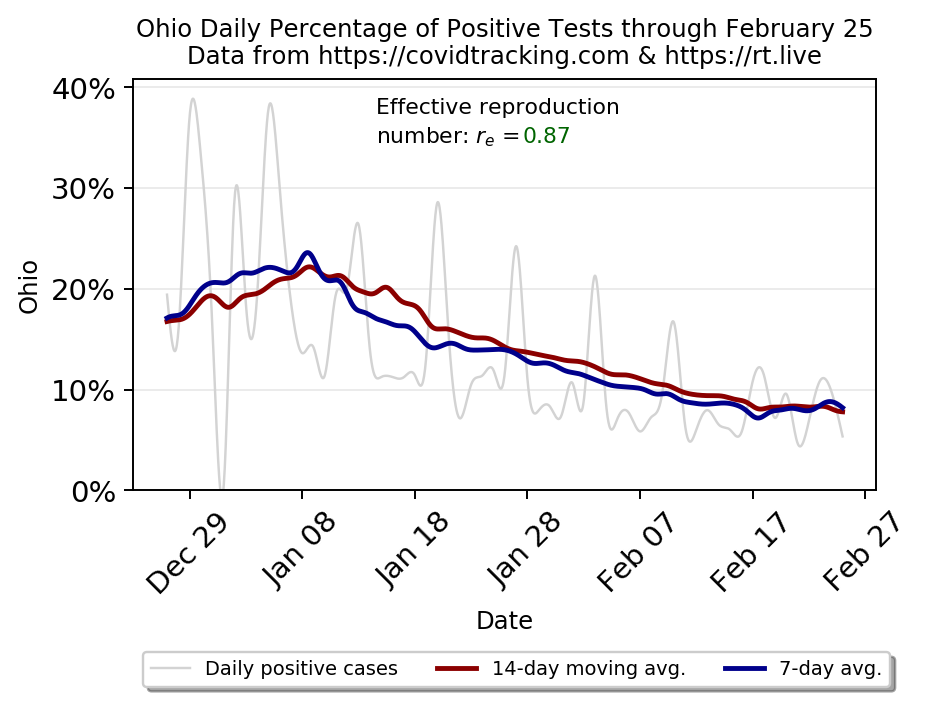 Ohio Daily Percentage of Positive Tests through February 25
Data from https://covidtracking.com & https://rt.live
Effective reproduction
number: rₑ =0.87
40%
30%
20%
10%
0%
Ohio
Dec 29
Jan 08
Jan 18
Jan 28
Feb 07
Feb 17
Feb 27
Date
Daily positive cases
14-day moving avg.
7-day avg.